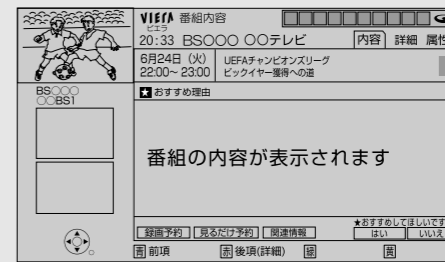 VIErA 番組内容
ビエラ
20:33 BS○○○ ○○テレビ
内容 詳細 属性
6月24日 (火)
22:00～23:00
UEFAチャンピオンズリーグ
ビックイヤー獲得への道
BS○○○
○○BS1
★おすすめ理由
番組の内容が表示されます
★おすすめしてほしいです
録画予約 見るだけ予約 関連情報 はい いいえ
青 前項 赤 後項(詳細) 緑 黄